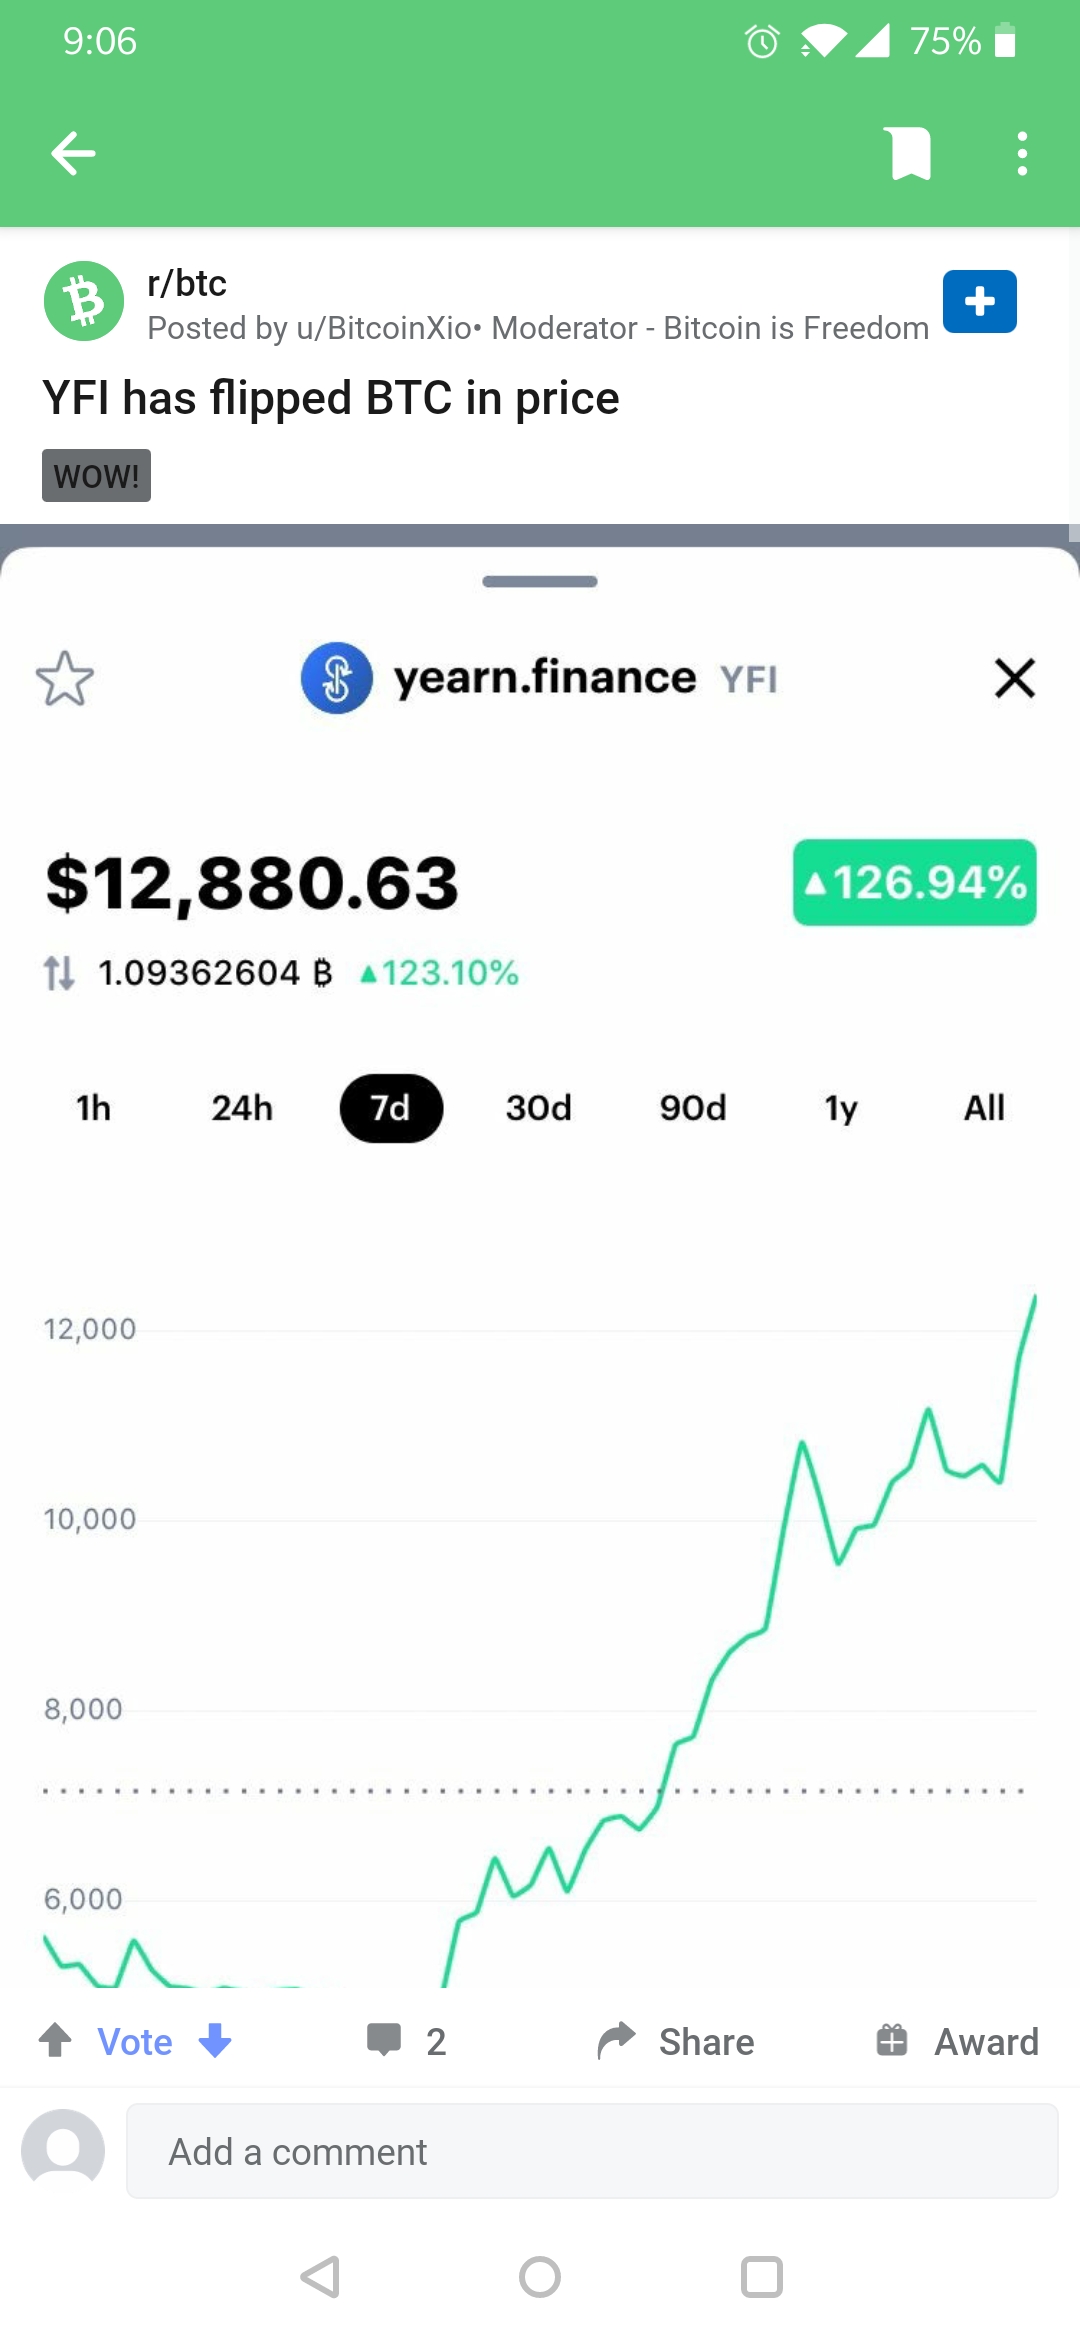 9:06
75%
r/btc
Posted by u/BitcoinXio• Moderator - Bitcoin is Freedom
YFI has flipped BTC in price
WOW!
yearn.finance YFI
$12,880.63
▲126.94%
1.09362604 ₿ ▲123.10%
1h 24h 7d 30d 90d 1y All
12,000
10,000
8,000
6,000
Vote 2 Share Award
Add a comment